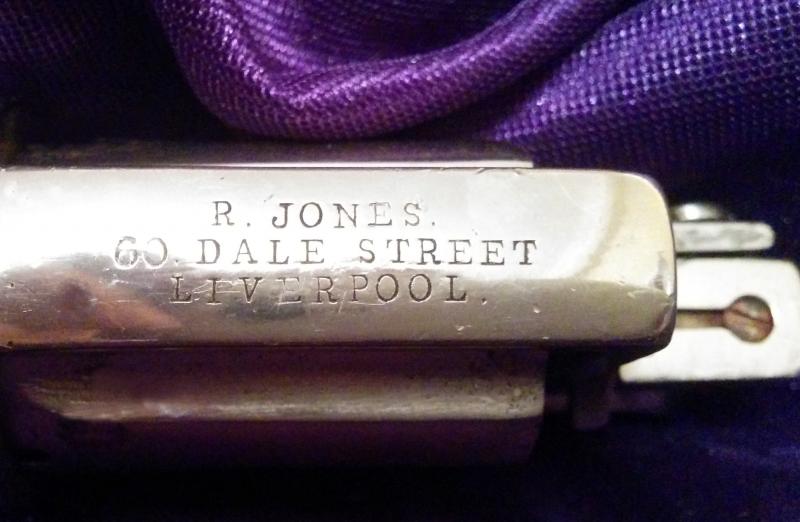 R. JONES.
60. DALE STREET
LIVERPOOL.